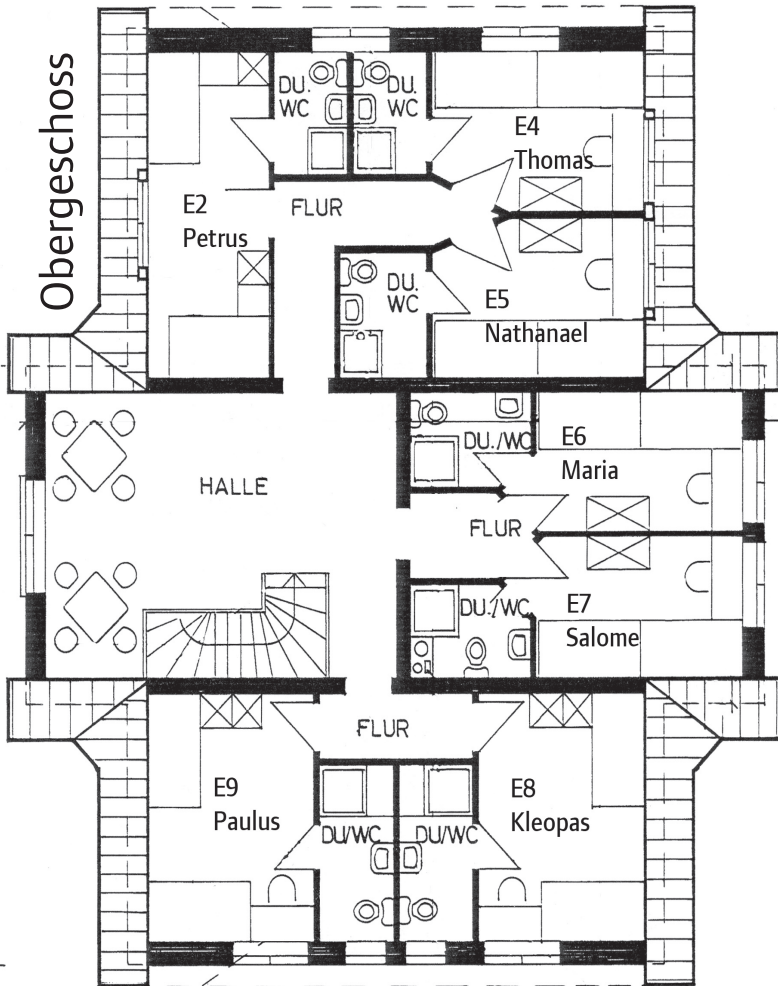 Obergeschoss
DU.
WC
DU.
WC
E4
Thomas
E2
Petrus
FLUR
DU.
WC
E5
Nathanael
HALLE
DU./WC
E6
Maria
FLUR
DU./WC
E7
Salome
FLUR
E9
Paulus
E8
Kleopas
DU/WC
DU/WC